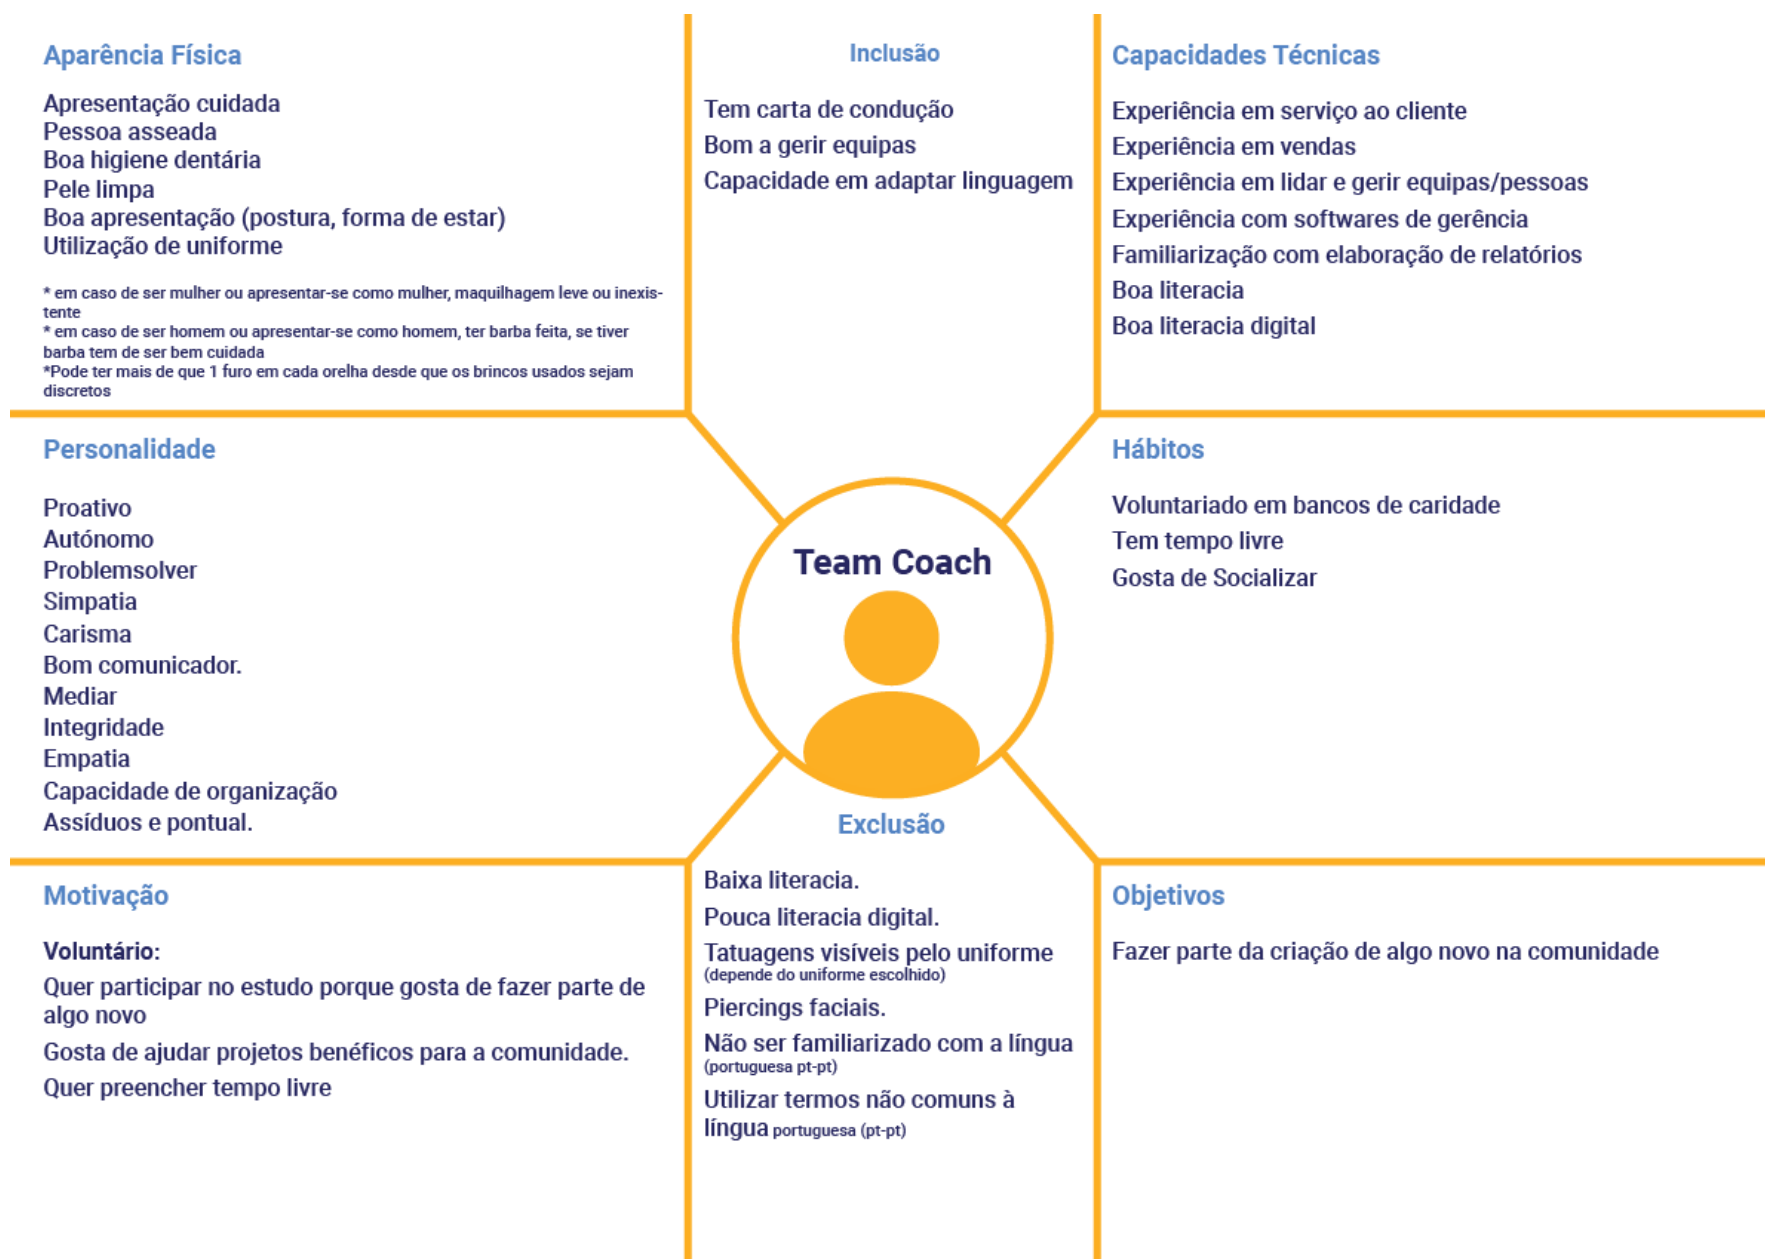 Aparência Física
Apresentação cuidada
Pessoa asseada
Boa higiene dentária
Pele limpa
Boa apresentação (postura, forma de estar)
Utilização de uniforme
* em caso de ser mulher ou apresentar-se como mulher, maquilhagem leve ou inexis-
tente
* em caso de ser homem ou apresentar-se como homem, ter barba feita, se tiver
barba tem de ser bem cuidada
*Pode ter mais de que 1 furo em cada orelha desde que os brincos usados sejam
discretos
Inclusão
Tem carta de condução
Bom a gerir equipas
Capacidade em adaptar linguagem
Capacidades Técnicas
Experiência em serviço ao cliente
Experiência em vendas
Experiência em lidar e gerir equipas/pessoas
Experiência com softwares de gerência
Familiarização com elaboração de relatórios
Boa literacia
Boa literacia digital
Personalidade
Proativo
Autónomo
Problemsolver
Simpatia
Carisma
Bom comunicador.
Mediar
Integridade
Empatia
Capacidade de organização
Assíduos e pontual.
Team Coach
Hábitos
Voluntariado em bancos de caridade
Tem tempo livre
Gosta de Socializar
Motivação
Voluntário:
Quer participar no estudo porque gosta de fazer parte de
algo novo
Gosta de ajudar projetos benéficos para a comunidade.
Quer preencher tempo livre
Exclusão
Baixa literacia.
Pouca literacia digital.
Tatuagens visíveis pelo uniforme
(depende do uniforme escolhido)
Piercings faciais.
Não ser familiarizado com a língua
(portuguesa pt-pt)
Utilizar termos não comuns à
língua portuguesa (pt-pt)
Objetivos
Fazer parte da criação de algo novo na comunidade